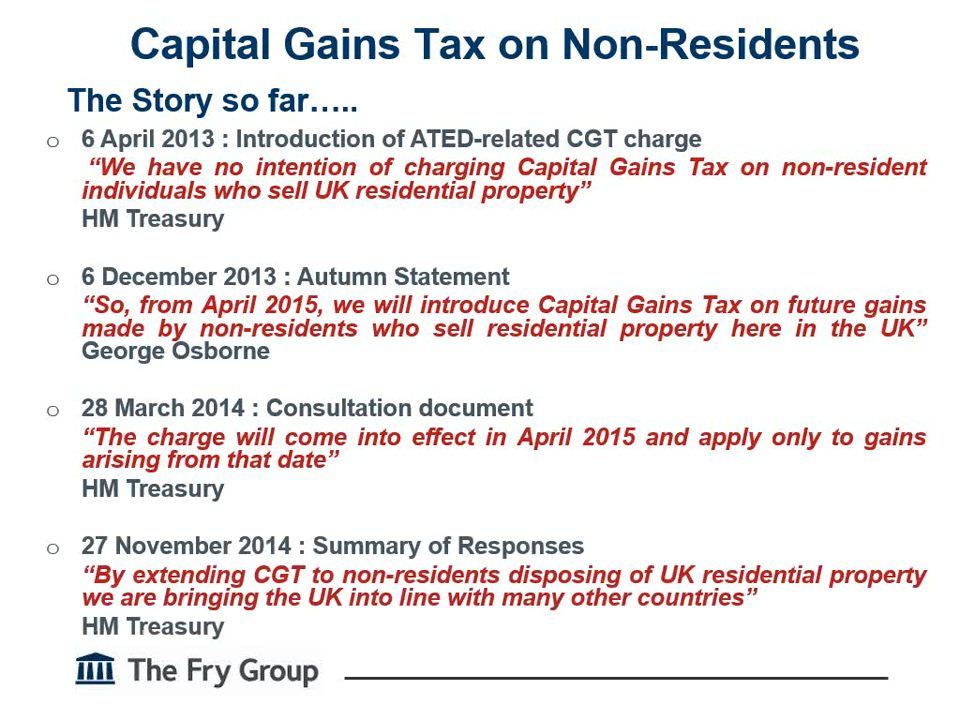 Capital Gains Tax on Non-Residents
The Story so far…..
o 6 April 2013 : Introduction of ATED-related CGT charge
“We have no intention of charging Capital Gains Tax on non-resident
individuals who sell UK residential property”
HM Treasury
o 6 December 2013 : Autumn Statement
“So, from April 2015, we will introduce Capital Gains Tax on future gains
made by non-residents who sell residential property here in the UK”
George Osborne
o 28 March 2014 : Consultation document
“The charge will come into effect in April 2015 and apply only to gains
arising from that date”
HM Treasury
o 27 November 2014 : Summary of Responses
“By extending CGT to non-residents disposing of UK residential property
we are bringing the UK into line with many other countries”
HM Treasury
The Fry Group